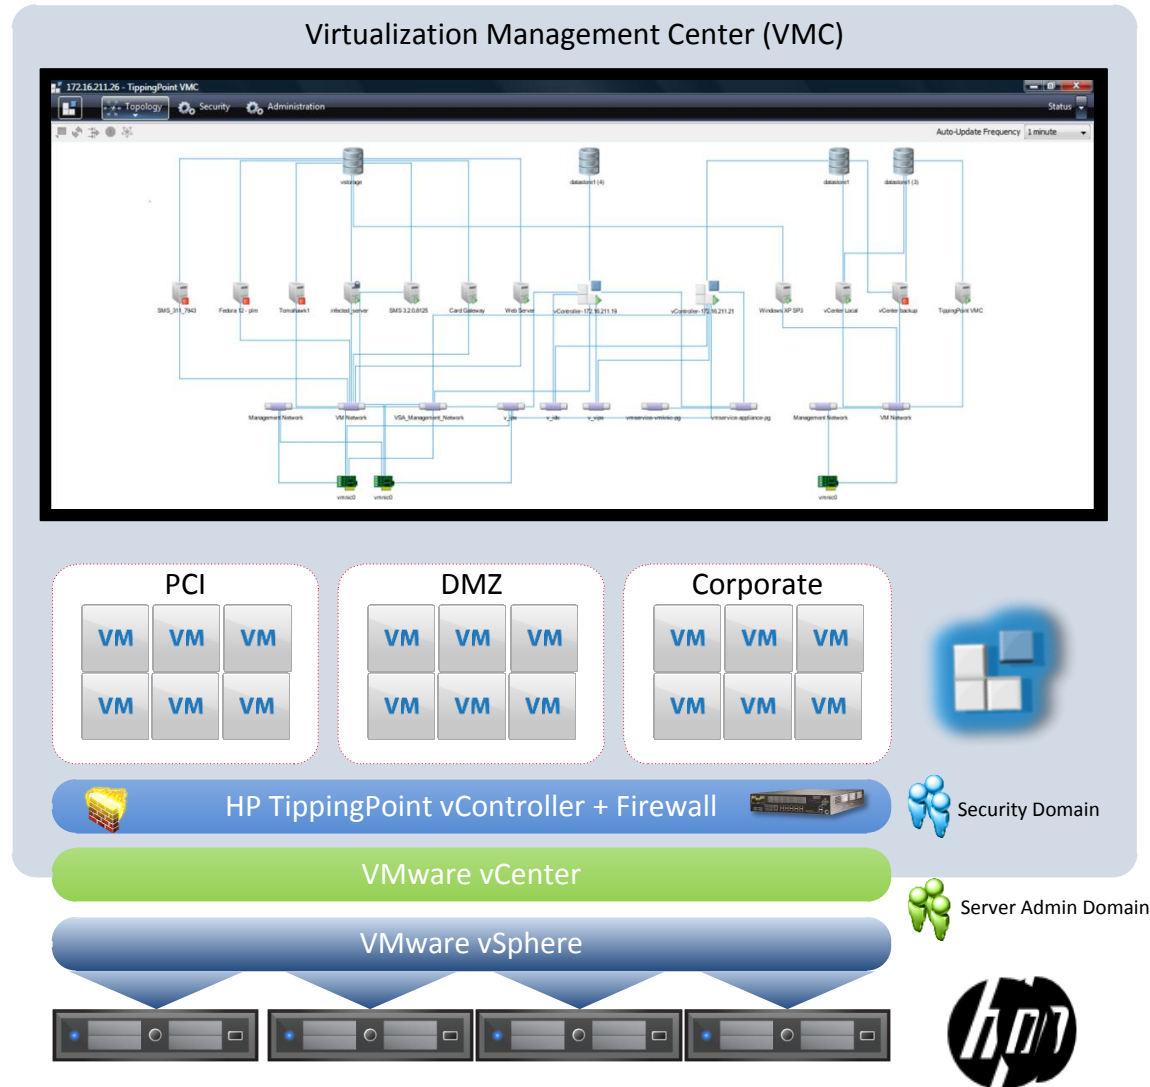 Virtualization Management Center (VMC)
172.16.211.26 - TippingPoint VMC
Topology Security Administration Status
Auto-Update Frequency 1 minute
vstorage datastore1 (4) datastore1 datastore1 (3)
SMS_311_7943 Fedora 12 - plim Tomahawk1 infected_server SMS 3.2.0.8125 Card Gateway Web Server vController-172.16.211.19 vController-172.16.211.21 Windows XP SP3 vCenter Local vCenter backup TippingPoint VMC
Management Network VM Network VSA_Management_Network vmservice-vmknic-pg vmservice-appliance-pg Management Network VM Network
vmnic0 vmnic0 vmnic0
PCI DMZ Corporate
VM VM VM VM VM VM VM VM VM
VM VM VM VM VM VM VM VM VM
HP TippingPoint vController + Firewall
Security Domain
VMware vCenter
Server Admin Domain
VMware vSphere